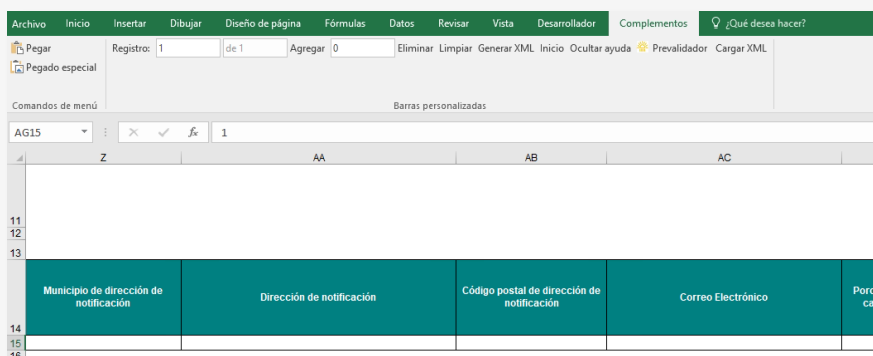 Archivo Inicio Insertar Dibujar Diseño de página Fórmulas Datos Revisar Vista Desarrollador Complementos ¿Qué desea hacer?
Pegar Registro: 1 de 1 Agregar 0 Eliminar Limpiar Generar XML Inicio Ocultar ayuda Prevalidador Cargar XML
Pegado especial
Comandos de menú Barras personalizadas
AG15 fx 1
Z AA AB AC
11
12
13
Municipio de dirección de notificación Dirección de notificación Código postal de dirección de notificación Correo Electrónico
14
15
16